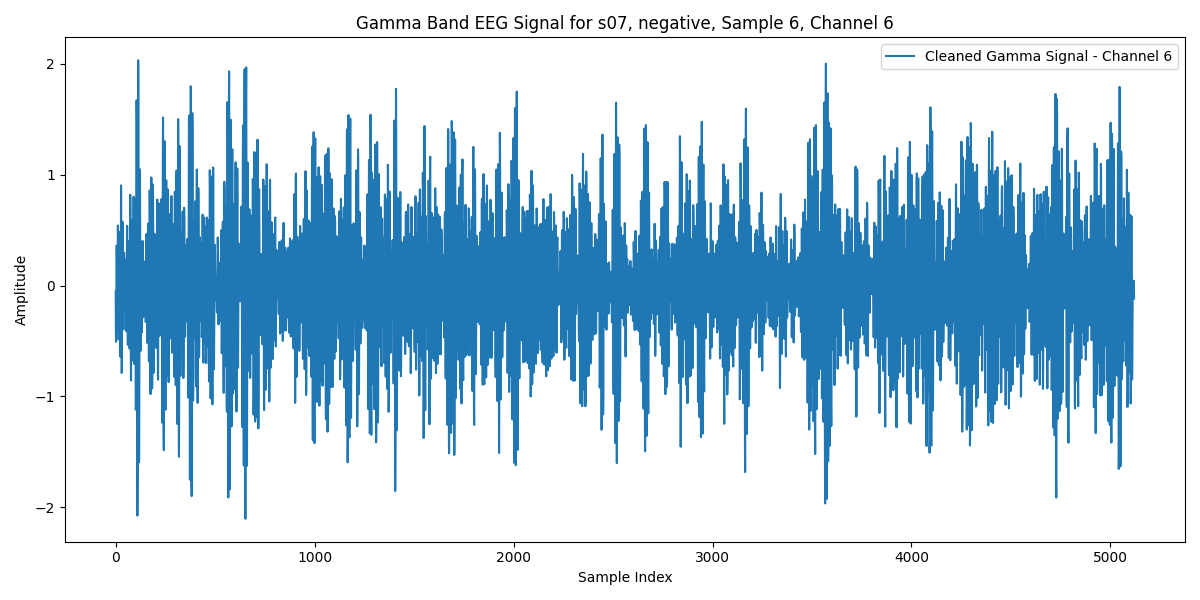 Gamma Band EEG Signal for s07, negative, Sample 6, Channel 6
Cleaned Gamma Signal - Channel 6
Amplitude
2
1
0
−1
−2
0 1000 2000 3000 4000 5000
Sample Index